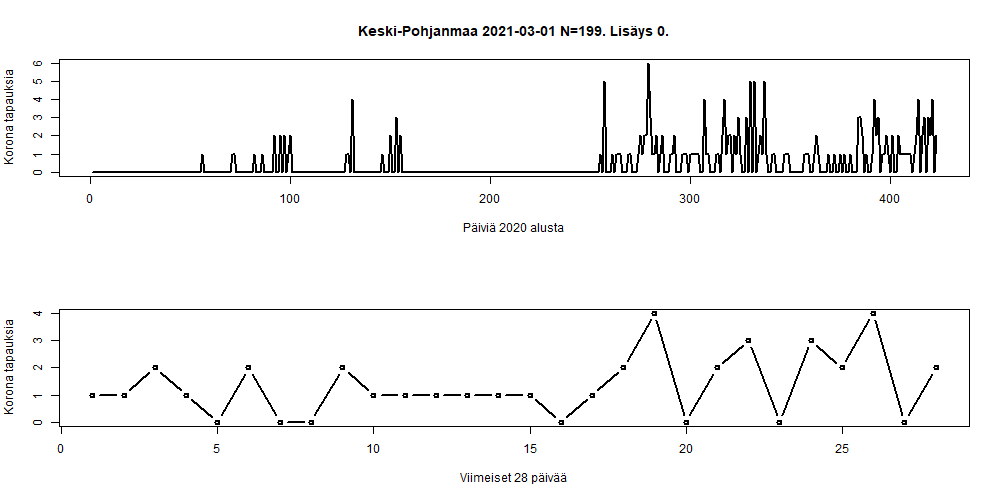 Keski-Pohjanmaa 2021-03-01 N=199. Lisäys 0.
Korona tapauksia
6
5
4
3
2
1
0
0 100 200 300 400
Päiviä 2020 alusta
Korona tapauksia
4
3
2
1
0
0 5 10 15 20 25
Viimeiset 28 päivää